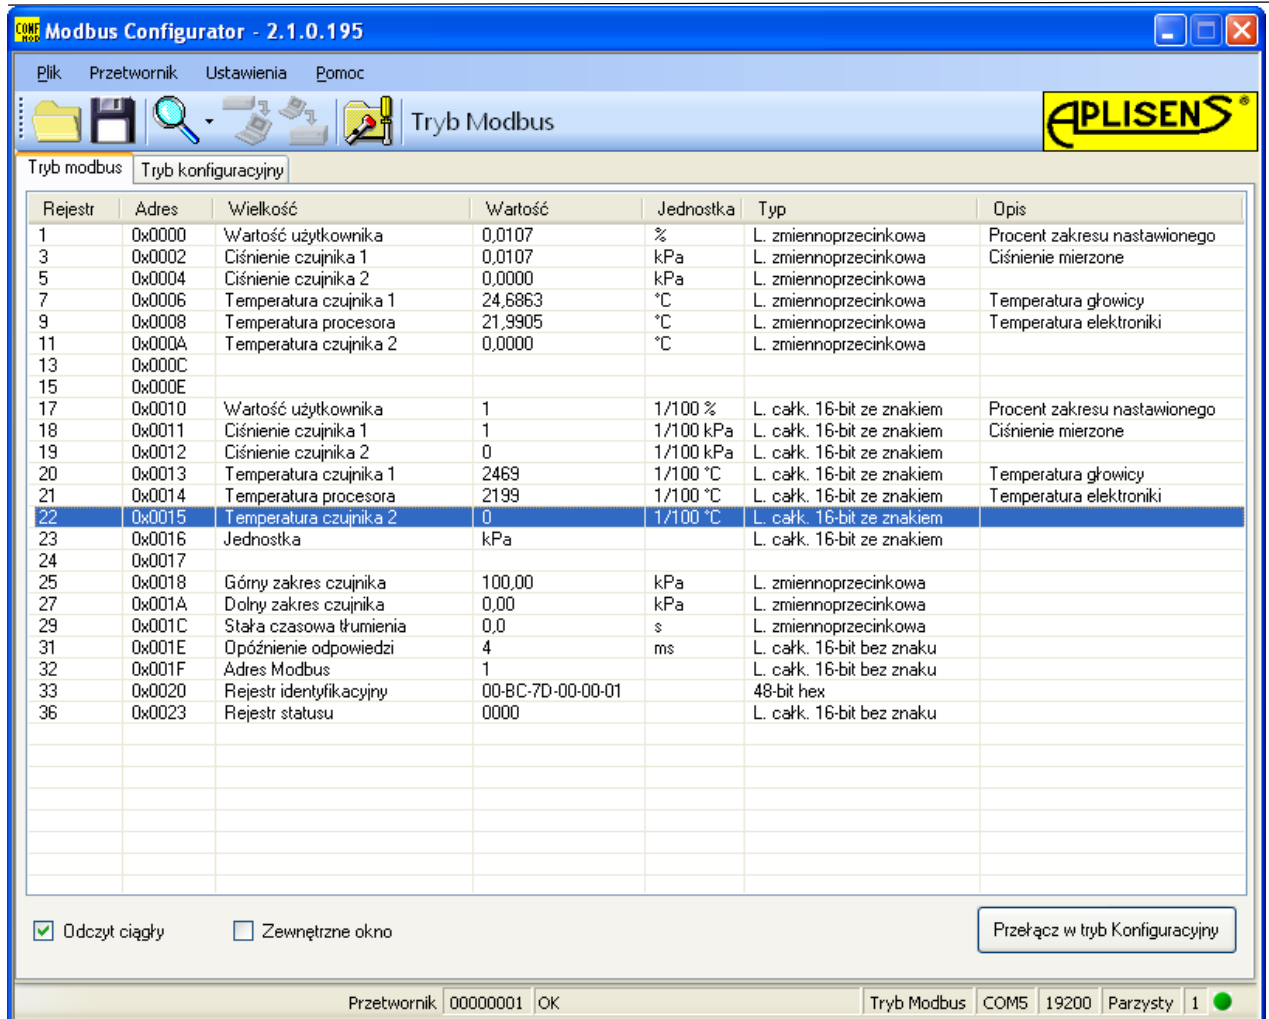 CONF MOD Modbus Configurator - 2.1.0.195
Plik Przetwornik Ustawienia Pomoc
Tryb Modbus APLISENS ®
Tryb modbus Tryb konfiguracyjny
Rejestr Adres Wielkość Wartość Jednostka Typ Opis
1 0x0000 Wartość użytkownika 0,0107 % L. zmiennoprzecinkowa Procent zakresu nastawionego
3 0x0002 Ciśnienie czujnika 1 0,0107 kPa L. zmiennoprzecinkowa Ciśnienie mierzone
5 0x0004 Ciśnienie czujnika 2 0,0000 kPa L. zmiennoprzecinkowa
7 0x0006 Temperatura czujnika 1 24,6863 °C L. zmiennoprzecinkowa Temperatura głowicy
9 0x0008 Temperatura procesora 21,9905 °C L. zmiennoprzecinkowa Temperatura elektroniki
11 0x000A Temperatura czujnika 2 0,0000 °C L. zmiennoprzecinkowa
13 0x000C
15 0x000E
17 0x0010 Wartość użytkownika 1 1/100 % L. całk. 16-bit ze znakiem Procent zakresu nastawionego
18 0x0011 Ciśnienie czujnika 1 1 1/100 kPa L. całk. 16-bit ze znakiem Ciśnienie mierzone
19 0x0012 Ciśnienie czujnika 2 0 1/100 kPa L. całk. 16-bit ze znakiem
20 0x0013 Temperatura czujnika 1 2469 1/100 °C L. całk. 16-bit ze znakiem Temperatura głowicy
21 0x0014 Temperatura procesora 2199 1/100 °C L. całk. 16-bit ze znakiem Temperatura elektroniki
22 0x0015 Temperatura czujnika 2 0 1/100 °C L. całk. 16-bit ze znakiem
23 0x0016 Jednostka kPa L. całk. 16-bit ze znakiem
24 0x0017
25 0x0018 Górny zakres czujnika 100,00 kPa L. zmiennoprzecinkowa
27 0x001A Dolny zakres czujnika 0,00 kPa L. zmiennoprzecinkowa
29 0x001C Stała czasowa tłumienia 0,0 s L. zmiennoprzecinkowa
31 0x001E Opóźnienie odpowiedzi 4 ms L. całk. 16-bit bez znaku
32 0x001F Adres Modbus 1 L. całk. 16-bit bez znaku
33 0x0020 Rejestr identyfikacyjny 00-BC-7D-00-00-01 48-bit hex
36 0x0023 Rejestr statusu 0000 L. całk. 16-bit bez znaku
Odczyt ciągły Zewnętrzne okno Przełącz w tryb Konfiguracyjny
Przetwornik 00000001 OK Tryb Modbus COM5 19200 Parzysty 1